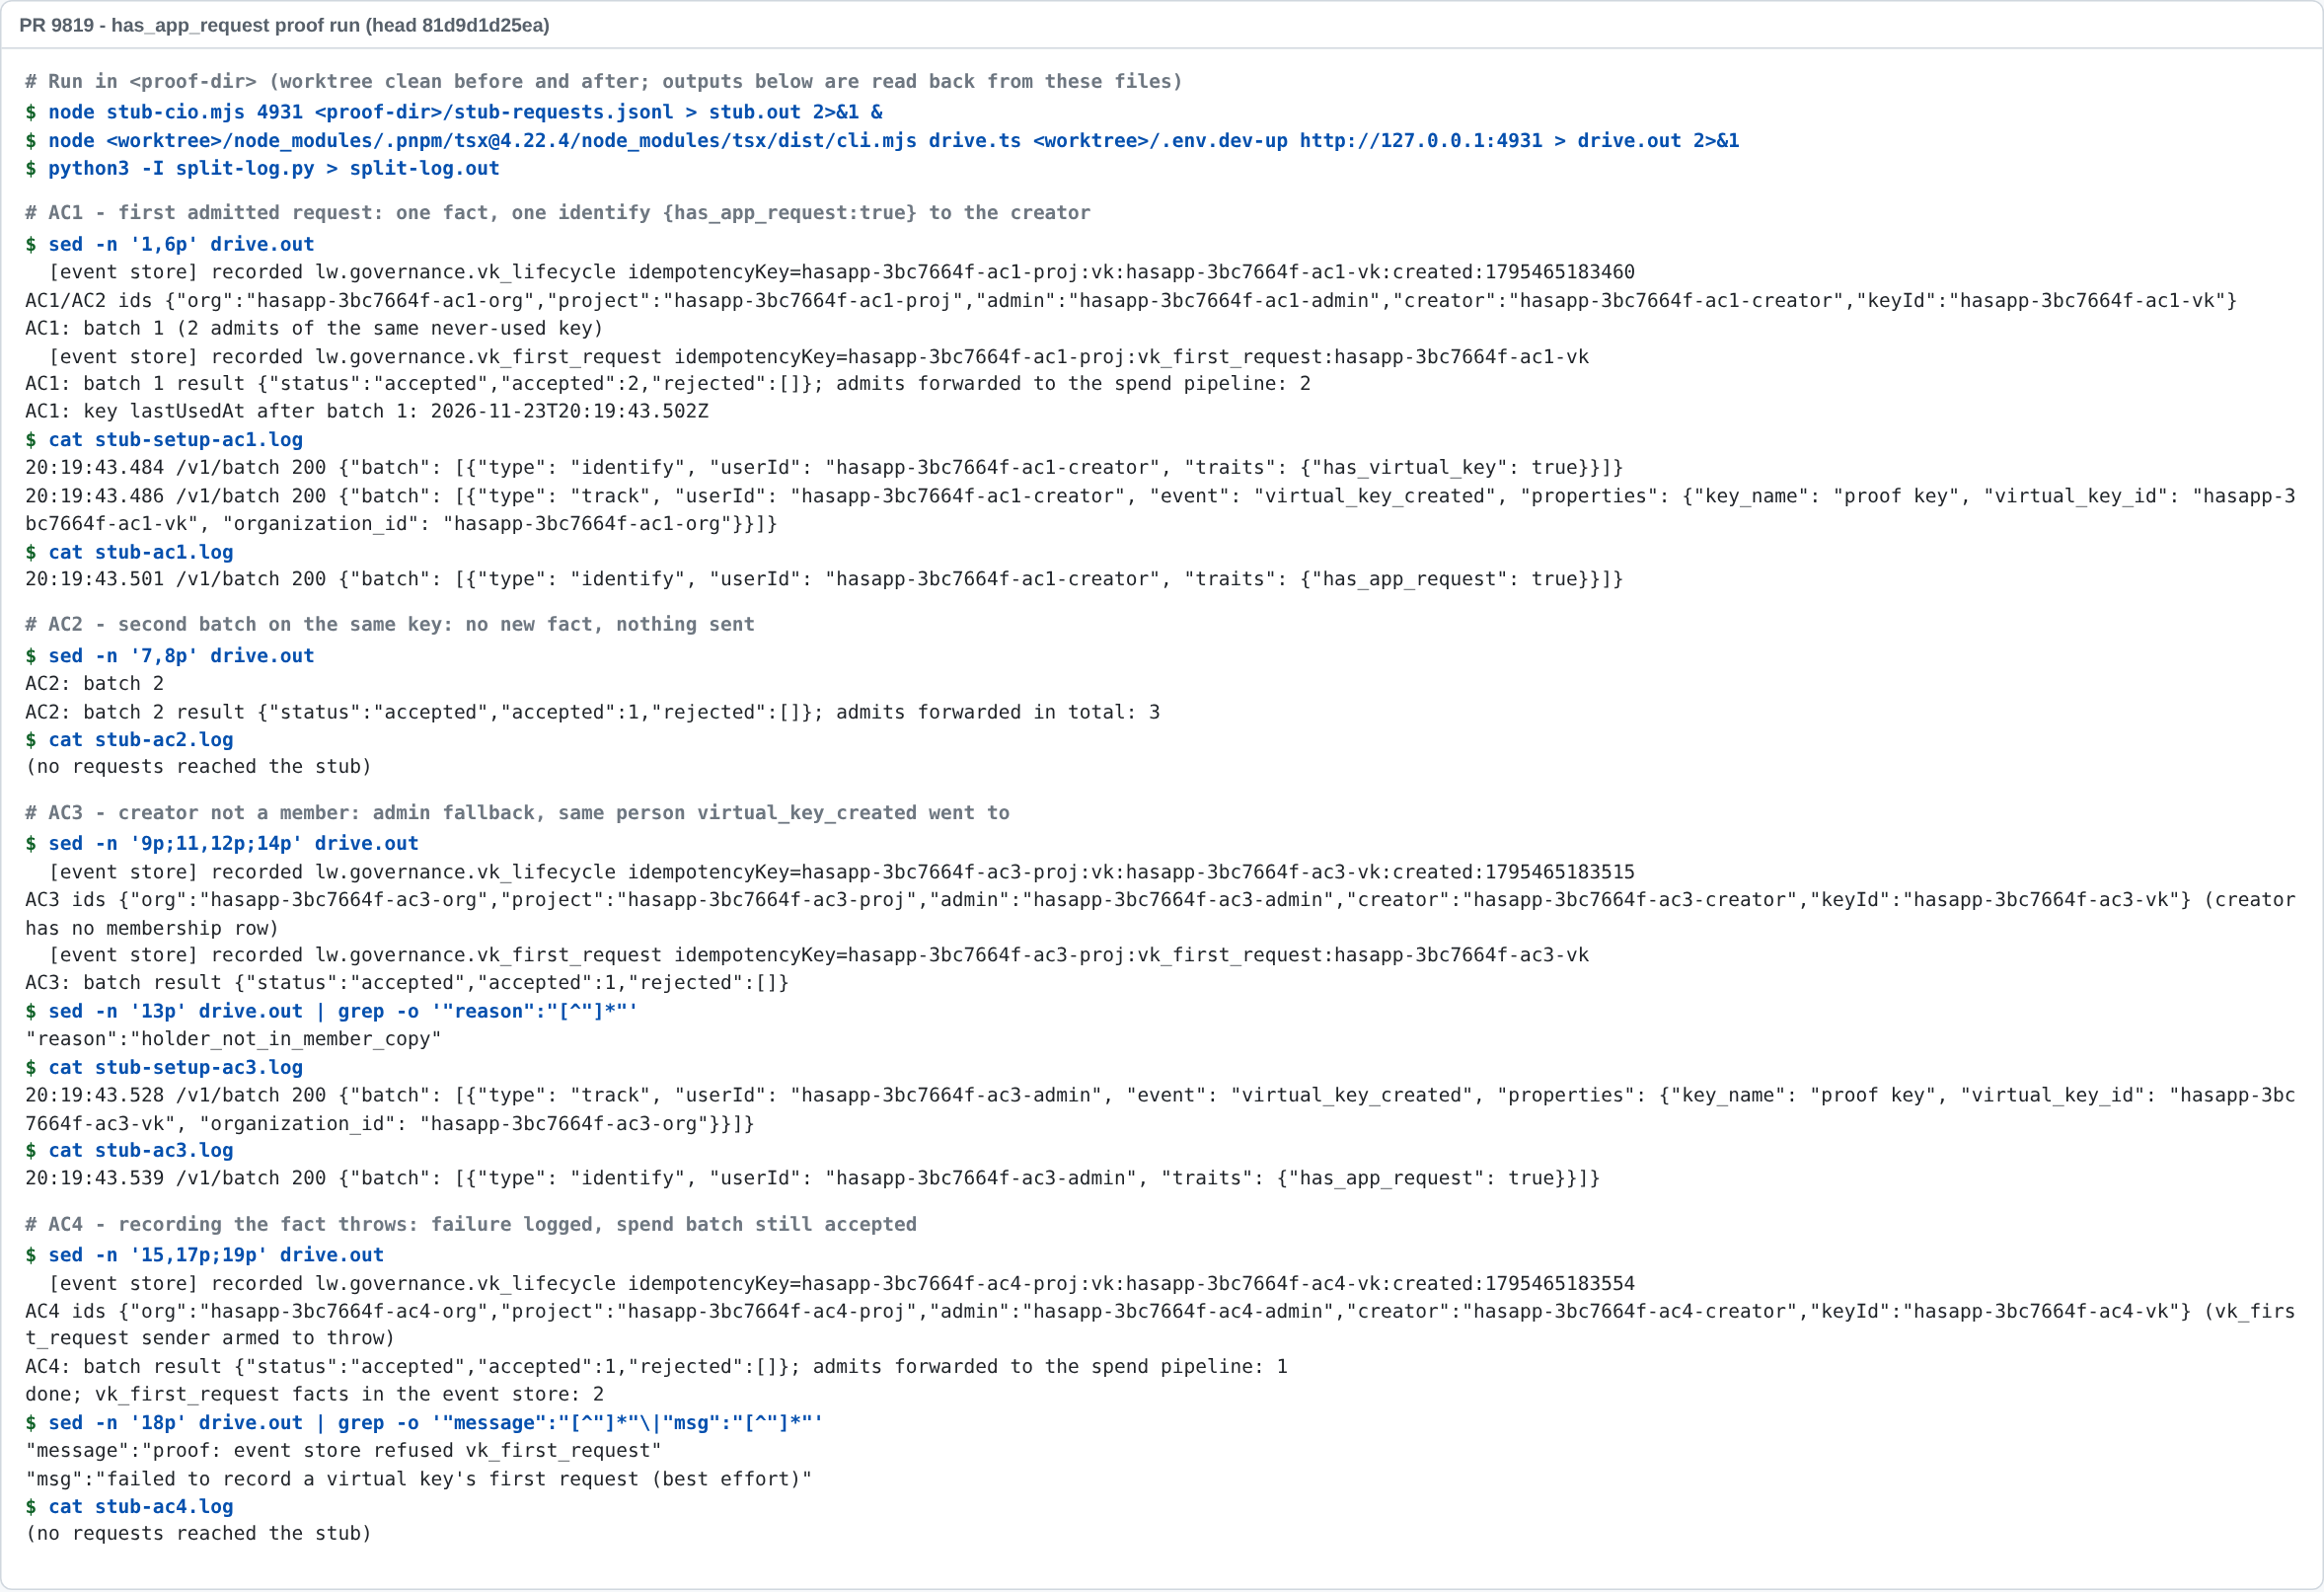 PR 9819 - has_app_request proof run (head 81d9d1d25ea)
# Run in <proof-dir> (worktree clean before and after; outputs below are read back from these files)
$ node stub-cio.mjs 4931 <proof-dir>/stub-requests.jsonl > stub.out 2>&1 &
$ node <worktree>/node_modules/.pnpm/tsx@4.22.4/node_modules/tsx/dist/cli.mjs drive.ts <worktree>/.env.dev-up http://127.0.0.1:4931 > drive.out 2>&1
$ python3 -I split-log.py > split-log.out
# AC1 - first admitted request: one fact, one identify {has_app_request:true} to the creator
$ sed -n '1,6p' drive.out
  [event store] recorded lw.governance.vk_lifecycle idempotencyKey=hasapp-3bc7664f-ac1-proj:vk:hasapp-3bc7664f-ac1-vk:created:1795465183460
AC1/AC2 ids {"org":"hasapp-3bc7664f-ac1-org","project":"hasapp-3bc7664f-ac1-proj","admin":"hasapp-3bc7664f-ac1-admin","creator":"hasapp-3bc7664f-ac1-creator","keyId":"hasapp-3bc7664f-ac1-vk"}
AC1: batch 1 (2 admits of the same never-used key)
  [event store] recorded lw.governance.vk_first_request idempotencyKey=hasapp-3bc7664f-ac1-proj:vk_first_request:hasapp-3bc7664f-ac1-vk
AC1: batch 1 result {"status":"accepted","accepted":2,"rejected":[]}; admits forwarded to the spend pipeline: 2
AC1: key lastUsedAt after batch 1: 2026-11-23T20:19:43.502Z
$ cat stub-setup-ac1.log
20:19:43.484 /v1/batch 200 {"batch": [{"type": "identify", "userId": "hasapp-3bc7664f-ac1-creator", "traits": {"has_virtual_key": true}}]}
20:19:43.486 /v1/batch 200 {"batch": [{"type": "track", "userId": "hasapp-3bc7664f-ac1-creator", "event": "virtual_key_created", "properties": {"key_name": "proof key", "virtual_key_id": "hasapp-3
bc7664f-ac1-vk", "organization_id": "hasapp-3bc7664f-ac1-org"}}]}
$ cat stub-ac1.log
20:19:43.501 /v1/batch 200 {"batch": [{"type": "identify", "userId": "hasapp-3bc7664f-ac1-creator", "traits": {"has_app_request": true}}]}
# AC2 - second batch on the same key: no new fact, nothing sent
$ sed -n '7,8p' drive.out
AC2: batch 2
AC2: batch 2 result {"status":"accepted","accepted":1,"rejected":[]}; admits forwarded in total: 3
$ cat stub-ac2.log
(no requests reached the stub)
# AC3 - creator not a member: admin fallback, same person virtual_key_created went to
$ sed -n '9p;11,12p;14p' drive.out
  [event store] recorded lw.governance.vk_lifecycle idempotencyKey=hasapp-3bc7664f-ac3-proj:vk:hasapp-3bc7664f-ac3-vk:created:1795465183515
AC3 ids {"org":"hasapp-3bc7664f-ac3-org","project":"hasapp-3bc7664f-ac3-proj","admin":"hasapp-3bc7664f-ac3-admin","creator":"hasapp-3bc7664f-ac3-creator","keyId":"hasapp-3bc7664f-ac3-vk"} (creator
has no membership row)
  [event store] recorded lw.governance.vk_first_request idempotencyKey=hasapp-3bc7664f-ac3-proj:vk_first_request:hasapp-3bc7664f-ac3-vk
AC3: batch result {"status":"accepted","accepted":1,"rejected":[]}
$ sed -n '13p' drive.out | grep -o '"reason":"[^"]*"'
"reason":"holder_not_in_member_copy"
$ cat stub-setup-ac3.log
20:19:43.528 /v1/batch 200 {"batch": [{"type": "track", "userId": "hasapp-3bc7664f-ac3-admin", "event": "virtual_key_created", "properties": {"key_name": "proof key", "virtual_key_id": "hasapp-3bc
7664f-ac3-vk", "organization_id": "hasapp-3bc7664f-ac3-org"}}]}
$ cat stub-ac3.log
20:19:43.539 /v1/batch 200 {"batch": [{"type": "identify", "userId": "hasapp-3bc7664f-ac3-admin", "traits": {"has_app_request": true}}]}
# AC4 - recording the fact throws: failure logged, spend batch still accepted
$ sed -n '15,17p;19p' drive.out
  [event store] recorded lw.governance.vk_lifecycle idempotencyKey=hasapp-3bc7664f-ac4-proj:vk:hasapp-3bc7664f-ac4-vk:created:1795465183554
AC4 ids {"org":"hasapp-3bc7664f-ac4-org","project":"hasapp-3bc7664f-ac4-proj","admin":"hasapp-3bc7664f-ac4-admin","creator":"hasapp-3bc7664f-ac4-creator","keyId":"hasapp-3bc7664f-ac4-vk"} (vk_firs
t_request sender armed to throw)
AC4: batch result {"status":"accepted","accepted":1,"rejected":[]}; admits forwarded to the spend pipeline: 1
done; vk_first_request facts in the event store: 2
$ sed -n '18p' drive.out | grep -o '"message":"[^"]*"\|"msg":"[^"]*"'
"message":"proof: event store refused vk_first_request"
"msg":"failed to record a virtual key's first request (best effort)"
$ cat stub-ac4.log
(no requests reached the stub)